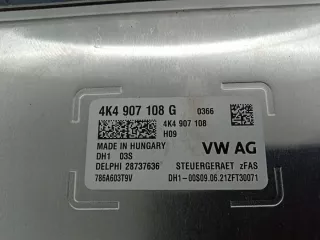 4K4 907 108 G 0366
4K4 907 108
H09
MADE IN HUNGARY
VW AG
DH1 03S
DELPHI 28737636 STEUERGERAET zFAS
786A603T9V DH1-00S09.06.21ZFT30071